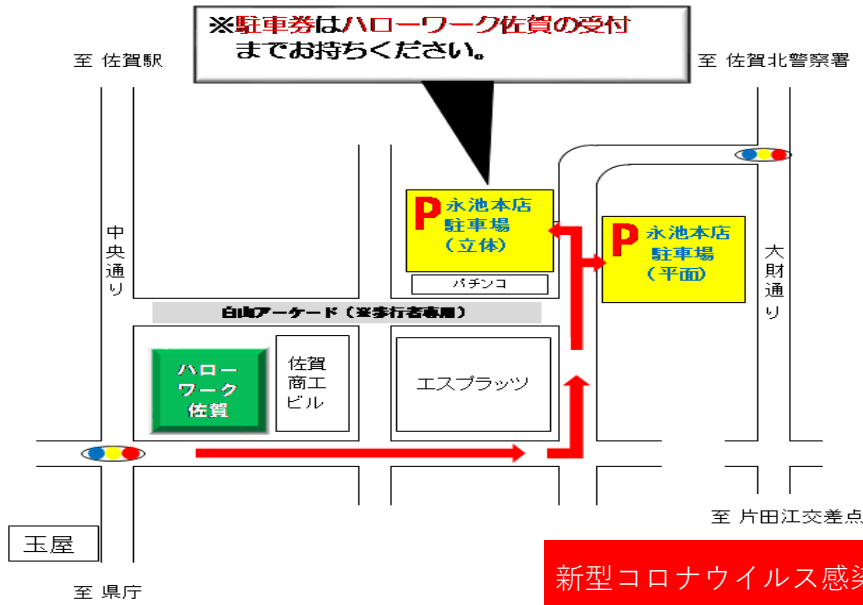 ※駐車券はハローワーク佐賀の受付
までお持ちください。
至 佐賀駅
至 佐賀北警察署
中央通り
P 永池本店
駐車場
（立体）
P 永池本店
駐車場
（平面）
大財通り
パチンコ
白山アーケード（※歩行者専用）
ハロー
ワーク
佐賀
佐賀
商工
ビル
エスプラッツ
至 片田江交差点
玉屋
至 県庁
新型コロナウイルス感染